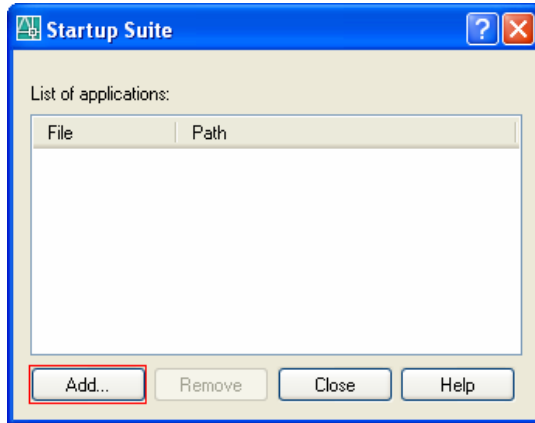 Startup Suite
List of applications:
File Path
Add... Remove Close Help